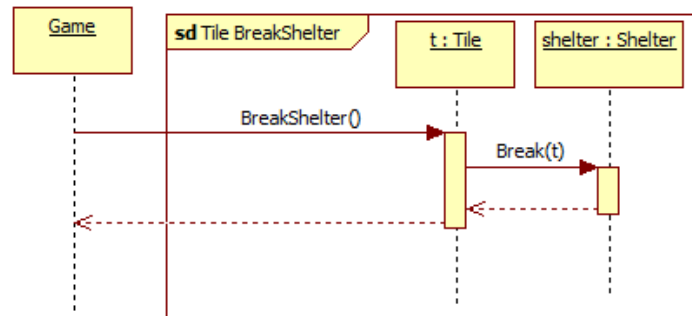 Game
sd Tile BreakShelter
t : Tile
shelter : Shelter
BreakShelter()
Break(t)